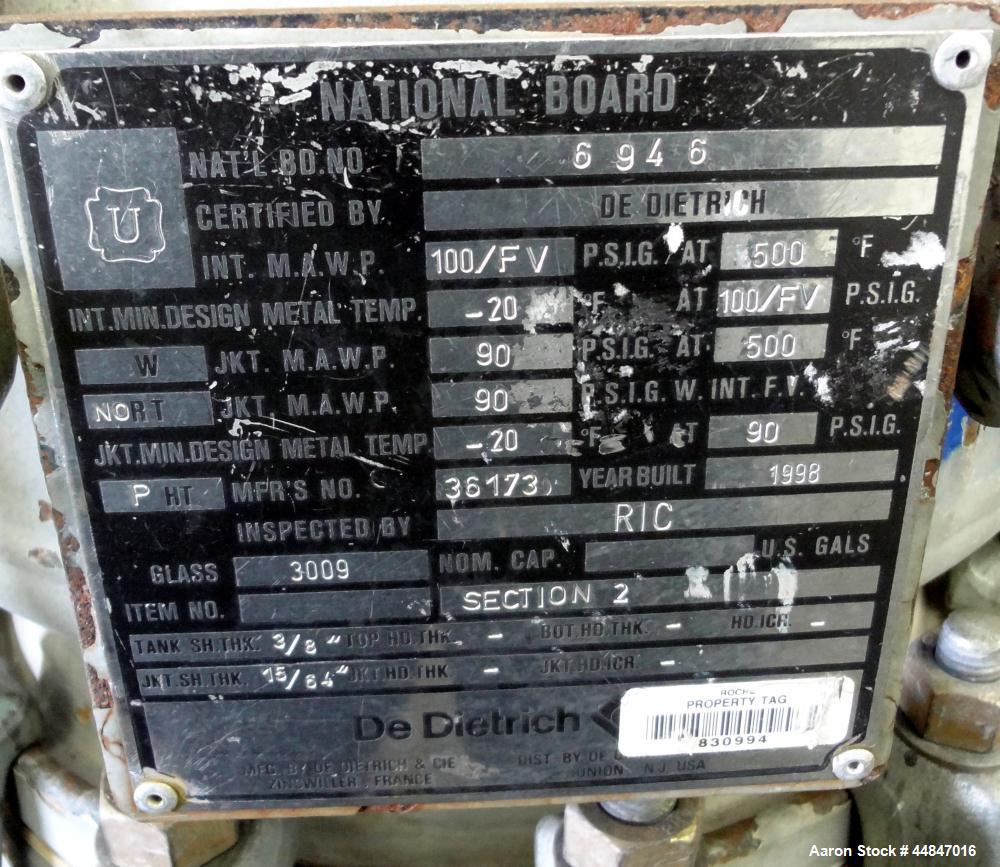 NATIONAL BOARD
U
NAT'L BD. NO 6946
CERTIFIED BY DE DIETRICH
INT. M.A.W.P. 100/FV P.S.I.G. AT 500 °F
INT.MIN.DESIGN METAL TEMP. -20 °F AT 100/FV P.S.I.G.
W JKT. M.A.W.P. 90 P.S.I.G. AT 500 °F
NORT JKT. M.A.W.P. 90 P.S.I.G. W. INT. F.V.
JKT.MIN.DESIGN METAL TEMP. -20 °F AT 90 P.S.I.G.
P HT MFR'S NO. 36173 YEAR BUILT 1998
INSPECTED BY RIC
GLASS 3009 NOM. CAP. U.S. GALS
ITEM NO. SECTION 2
TANK SH.THK. 3/8" TOP HD.THK. - BOT.HD.THK. - HD.ICR. -
JKT.SH.THK. 15/64" JKT.HD.THK. - JKT.HD.ICR. -
De Dietrich
MFG. BY DE DIETRICH & CIE
ZINSWILLER, FRANCE
DIST BY DE
UNION N.J. USA
ROCHE
PROPERTY TAG
830994
Aaron Stock # 44847016